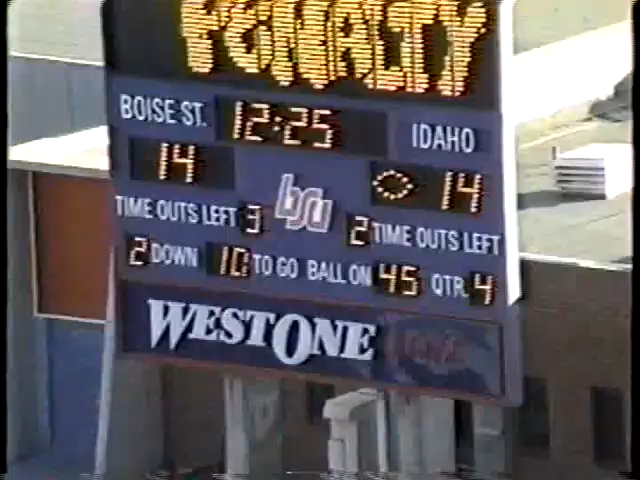 PENALTY
BOISE ST. 12:25 IDAHO
14 14
bsu
TIME OUTS LEFT 3 2 TIME OUTS LEFT
2 DOWN 10 TO GO BALL ON 45 QTR. 4
WESTONE